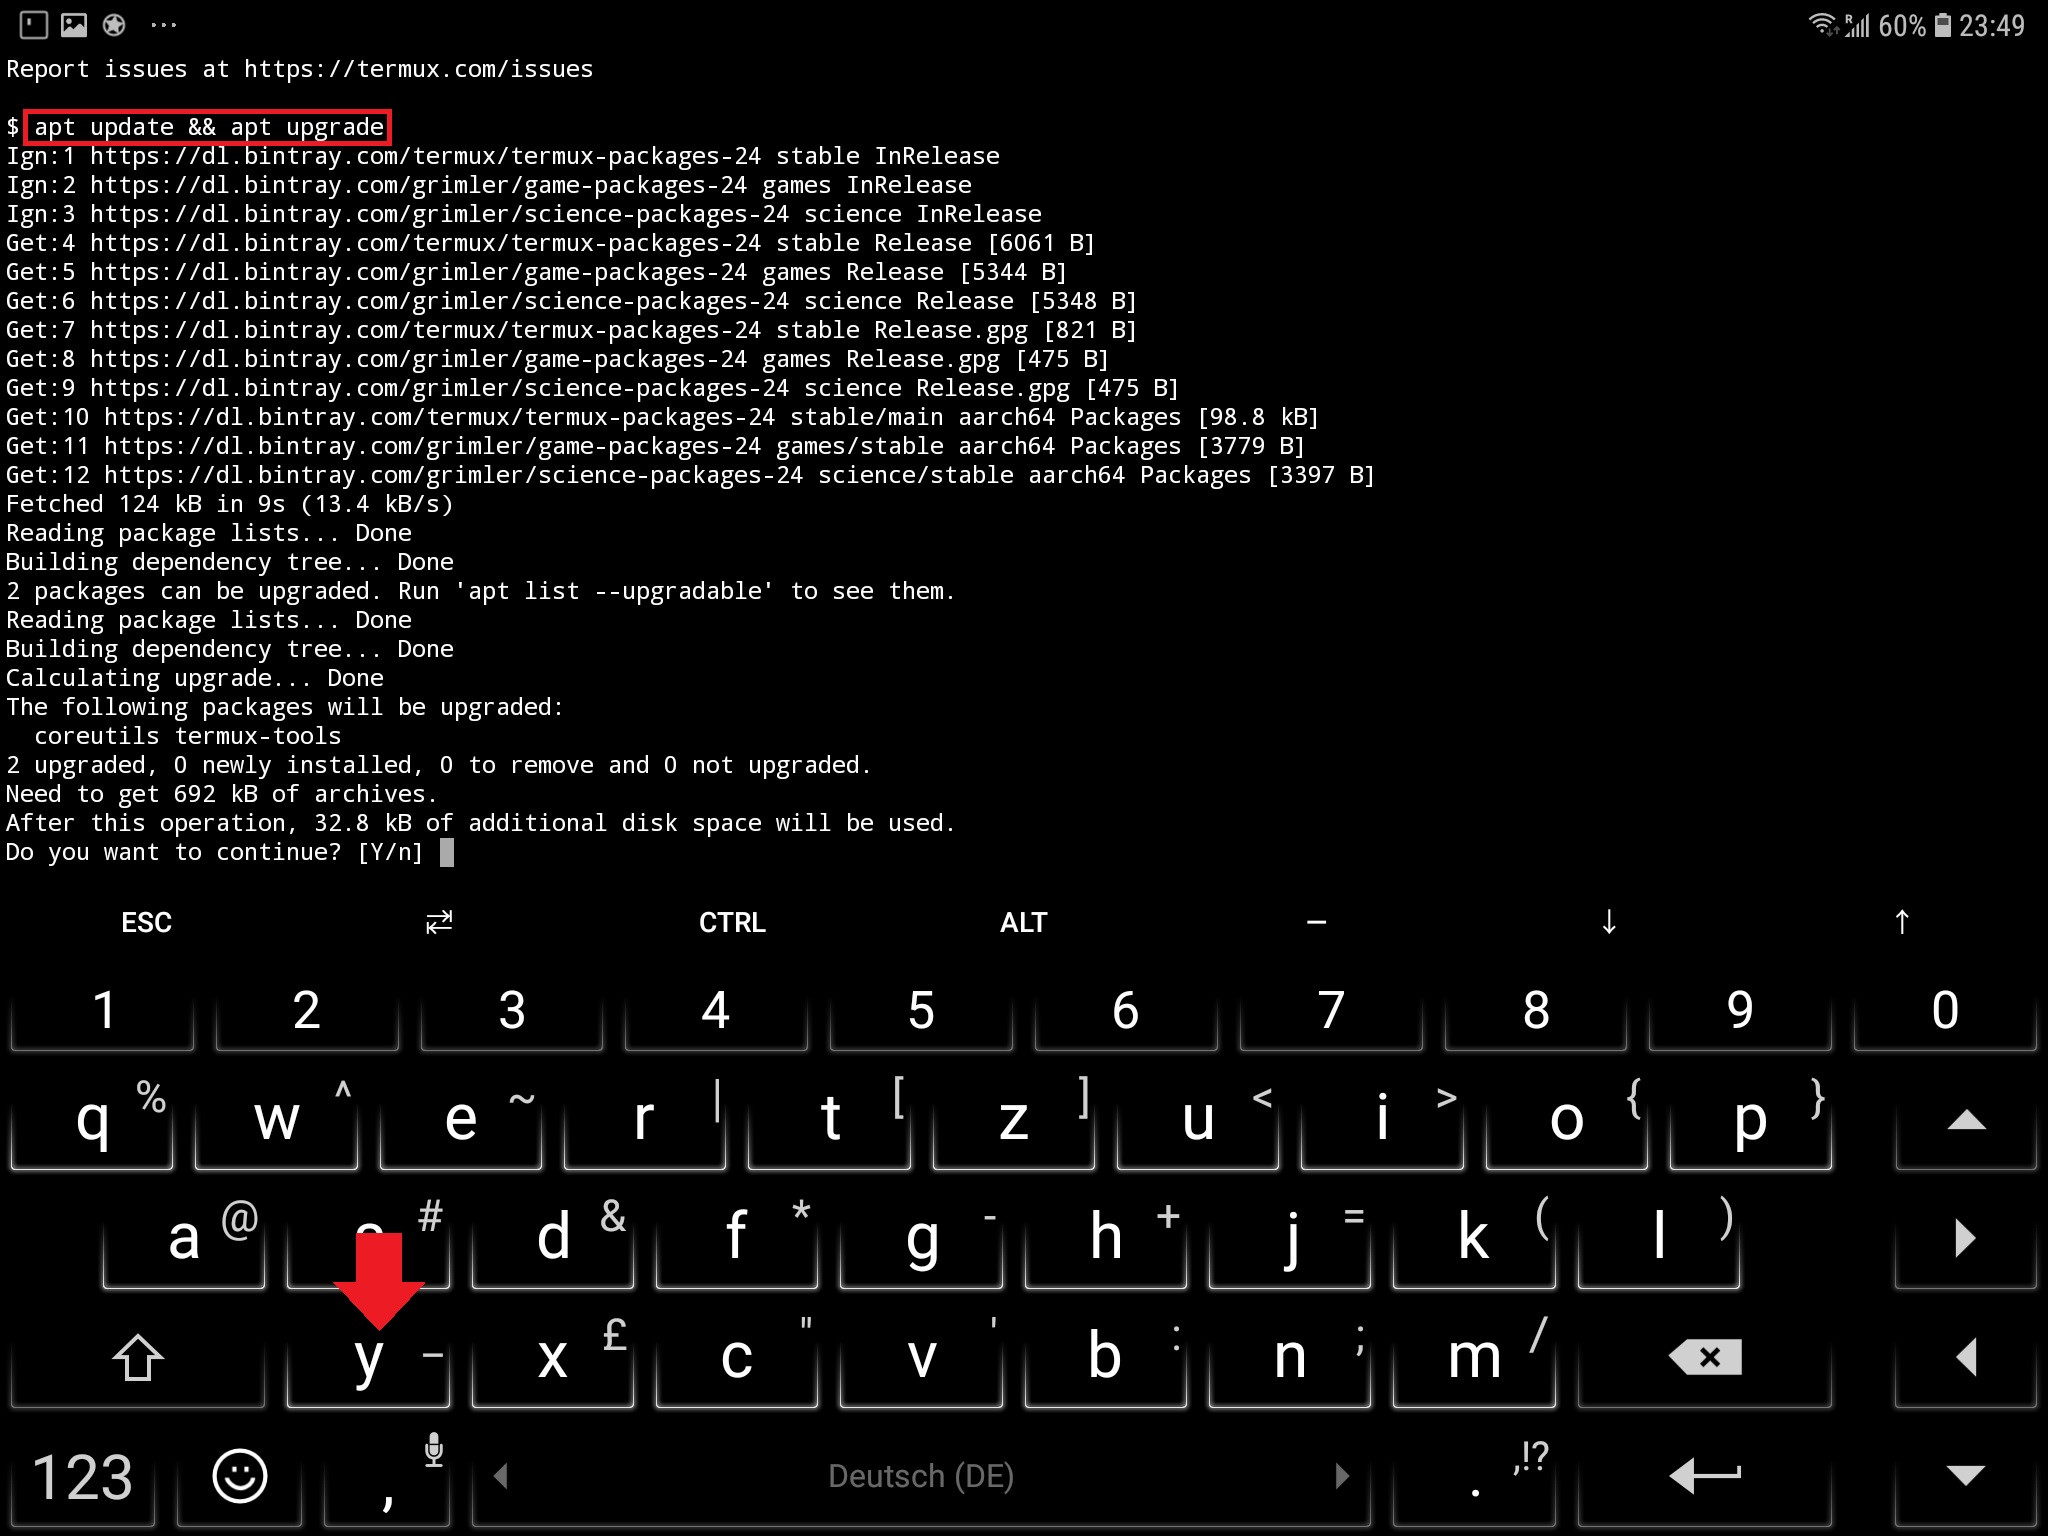 60% 23:49
Report issues at https://termux.com/issues
$ apt update && apt upgrade
Ign:1 https://dl.bintray.com/termux/termux-packages-24 stable InRelease
Ign:2 https://dl.bintray.com/grimler/game-packages-24 games InRelease
Ign:3 https://dl.bintray.com/grimler/science-packages-24 science InRelease
Get:4 https://dl.bintray.com/termux/termux-packages-24 stable Release [6061 B]
Get:5 https://dl.bintray.com/grimler/game-packages-24 games Release [5344 B]
Get:6 https://dl.bintray.com/grimler/science-packages-24 science Release [5348 B]
Get:7 https://dl.bintray.com/termux/termux-packages-24 stable Release.gpg [821 B]
Get:8 https://dl.bintray.com/grimler/game-packages-24 games Release.gpg [475 B]
Get:9 https://dl.bintray.com/grimler/science-packages-24 science Release.gpg [475 B]
Get:10 https://dl.bintray.com/termux/termux-packages-24 stable/main aarch64 Packages [98.8 kB]
Get:11 https://dl.bintray.com/grimler/game-packages-24 games/stable aarch64 Packages [3779 B]
Get:12 https://dl.bintray.com/grimler/science-packages-24 science/stable aarch64 Packages [3397 B]
Fetched 124 kB in 9s (13.4 kB/s)
Reading package lists... Done
Building dependency tree... Done
2 packages can be upgraded. Run 'apt list --upgradable' to see them.
Reading package lists... Done
Building dependency tree... Done
Calculating upgrade... Done
The following packages will be upgraded:
  coreutils termux-tools
2 upgraded, 0 newly installed, 0 to remove and 0 not upgraded.
Need to get 692 kB of archives.
After this operation, 32.8 kB of additional disk space will be used.
Do you want to continue? [Y/n]
ESC ⇄ CTRL ALT — ↓ ↑
1 2 3 4 5 6 7 8 9 0
q % w ^ e ~ r | t [ z ] u < i > o { p }
a @ # d & f * g - h + j = k ( l )
y _ x £ c " v ' b : n ; m /
123 , Deutsch (DE) . ,!?